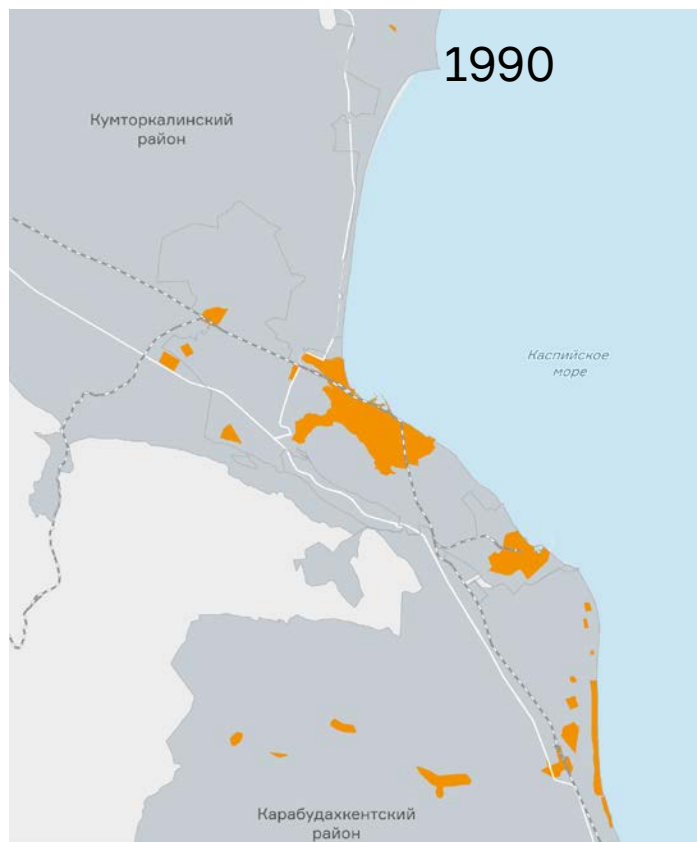 1990
Кумторкалинский
район
Каспийское
море
Карабудахкентский
район